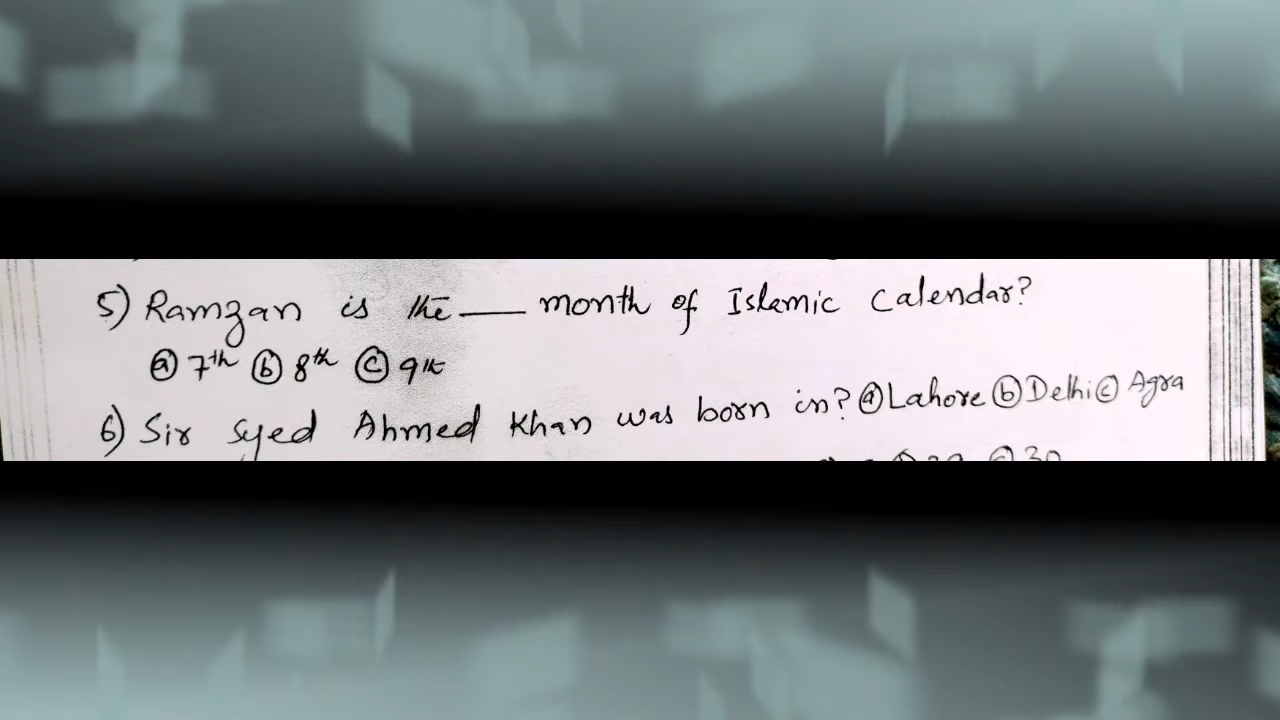 5) Ramzan is the ___ month of Islamic Calendar?
ⓐ 7th ⓑ 8th ⓒ 9th
6) Sir Syed Ahmed Khan was born in? ⓐ Lahore ⓑ Delhi ⓒ Agra